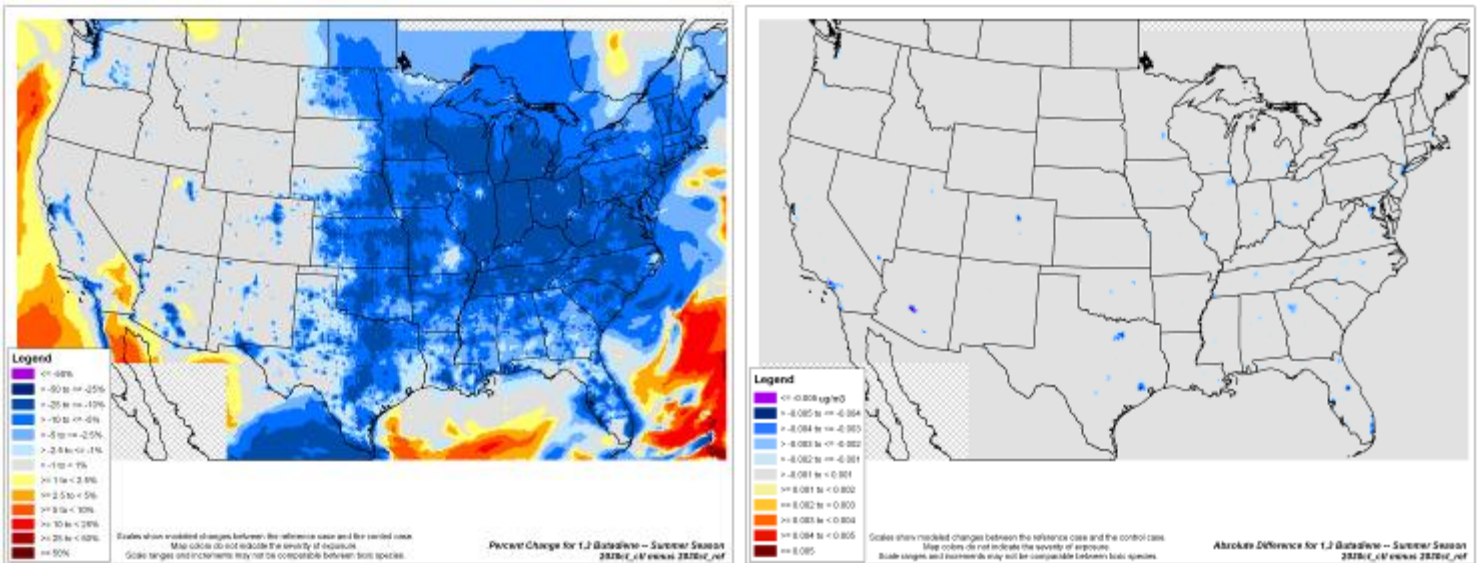 Legend
<= -50%
> -50 to <= -25%
> -25 to <= -10%
> -10 to <= -5%
> -5 to <= -2.5%
> -2.5 to <= -1%
> -1 to < 1%
>= 1 to < 2.5%
>= 2.5 to < 5%
>= 5 to < 10%
>= 10 to < 25%
>= 25 to < 50%
>= 50%
Scales show modeled changes between the reference case and the control case.
Map colors do not indicate the severity of exposure.
Scale ranges and increments may not be comparable between toxic species.
Percent Change for 1,3 Butadiene -- Summer Season
2020ct_ctl minus 2020ct_ref
Legend
<= -0.005 ug/m3
> -0.005 to <= -0.004
> -0.004 to <= -0.003
> -0.003 to <= -0.002
> -0.002 to <= -0.001
> -0.001 to < 0.001
>= 0.001 to < 0.002
>= 0.002 to < 0.003
>= 0.003 to < 0.004
>= 0.004 to < 0.005
>= 0.005
Scales show modeled changes between the reference case and the control case.
Map colors do not indicate the severity of exposure.
Scale ranges and increments may not be comparable between toxic species.
Absolute Difference for 1,3 Butadiene -- Summer Season
2020ct_ctl minus 2020ct_ref